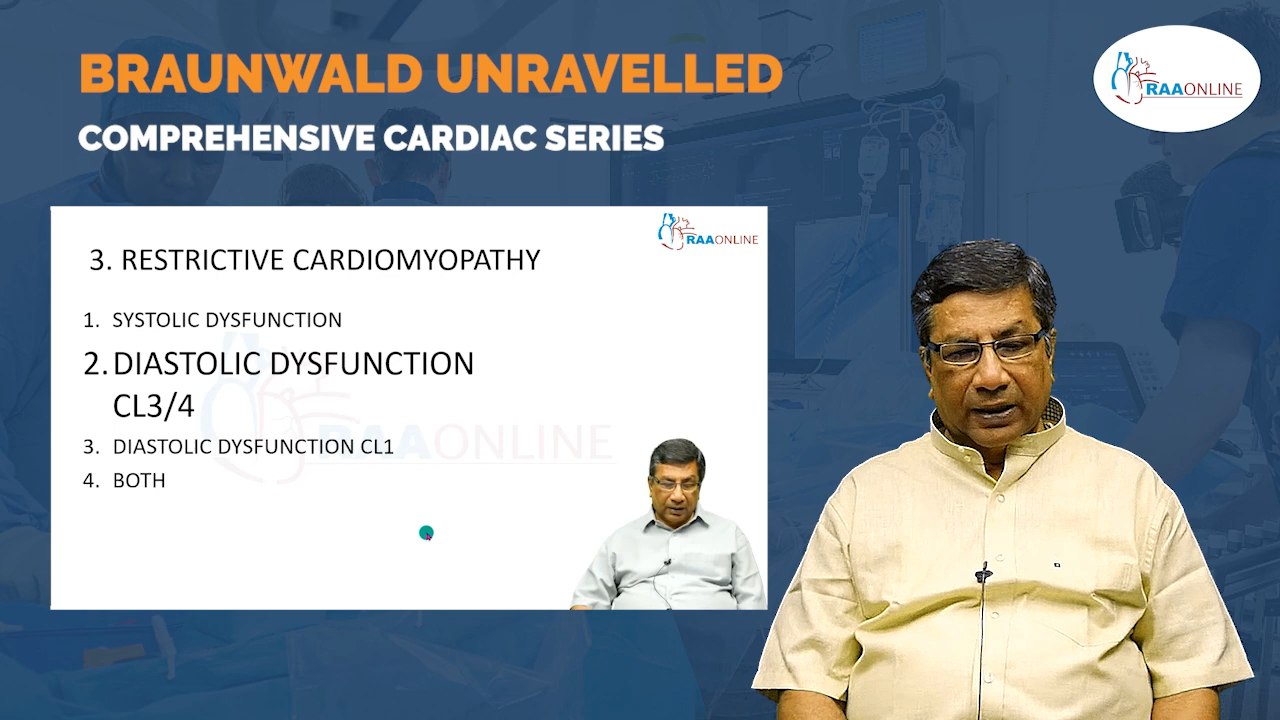 BRAUNWALD UNRAVELLED
COMPREHENSIVE CARDIAC SERIES
RAAONLINE
RAAONLINE
3. RESTRICTIVE CARDIOMYOPATHY
1. SYSTOLIC DYSFUNCTION
2. DIASTOLIC DYSFUNCTION
CL3/4
3. DIASTOLIC DYSFUNCTION CL1
4. BOTH
RAAONLINE